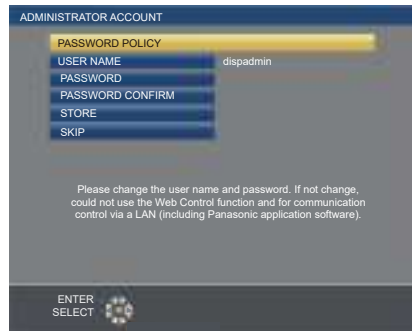 ADMINISTRATOR ACCOUNT
PASSWORD POLICY
USER NAME dispadmin
PASSWORD
PASSWORD CONFIRM
STORE
SKIP
Please change the user name and password. If not change,
could not use the Web Control function and for communication
control via a LAN (including Panasonic application software).
ENTER
SELECT